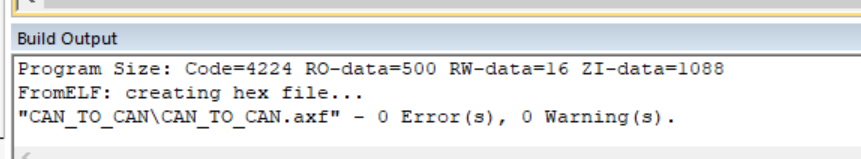 Build Output
Program Size: Code=4224 RO-data=500 RW-data=16 ZI-data=1088
FromELF: creating hex file...
"CAN_TO_CAN\CAN_TO_CAN.axf" - 0 Error(s), 0 Warning(s).